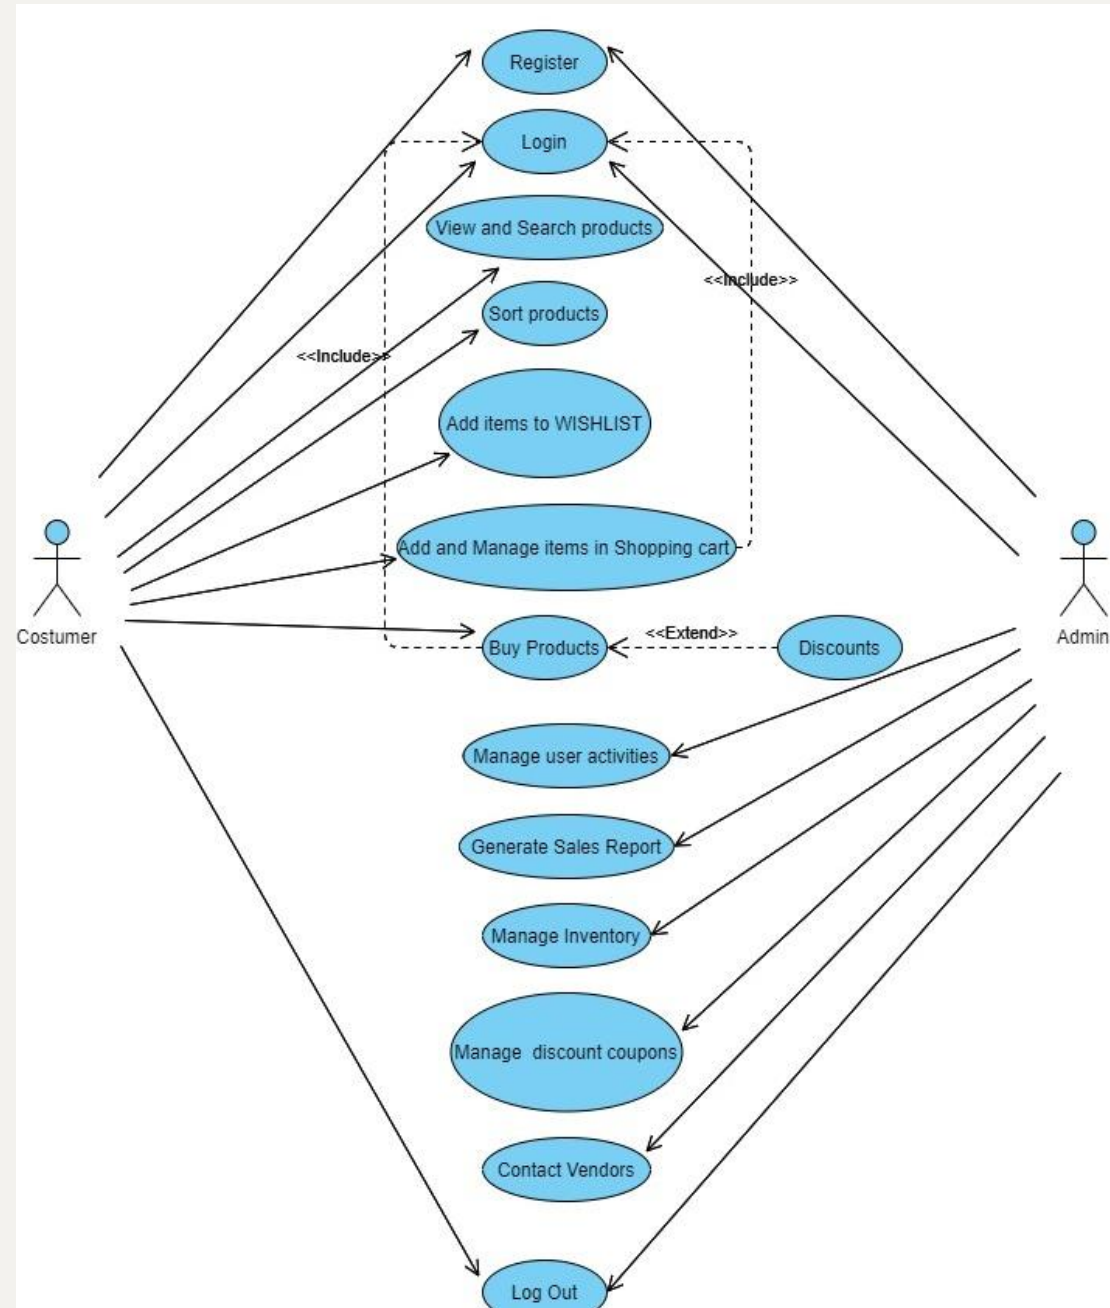 Register
Login
View and Search products
<<Include>>
Sort products
<<Include>>
Add items to WISHLIST
Add and Manage items in Shopping cart
Costumer
Buy Products
<<Extend>>
Discounts
Admin
Manage user activities
Generate Sales Report
Manage Inventory
Manage discount coupons
Contact Vendors
Log Out